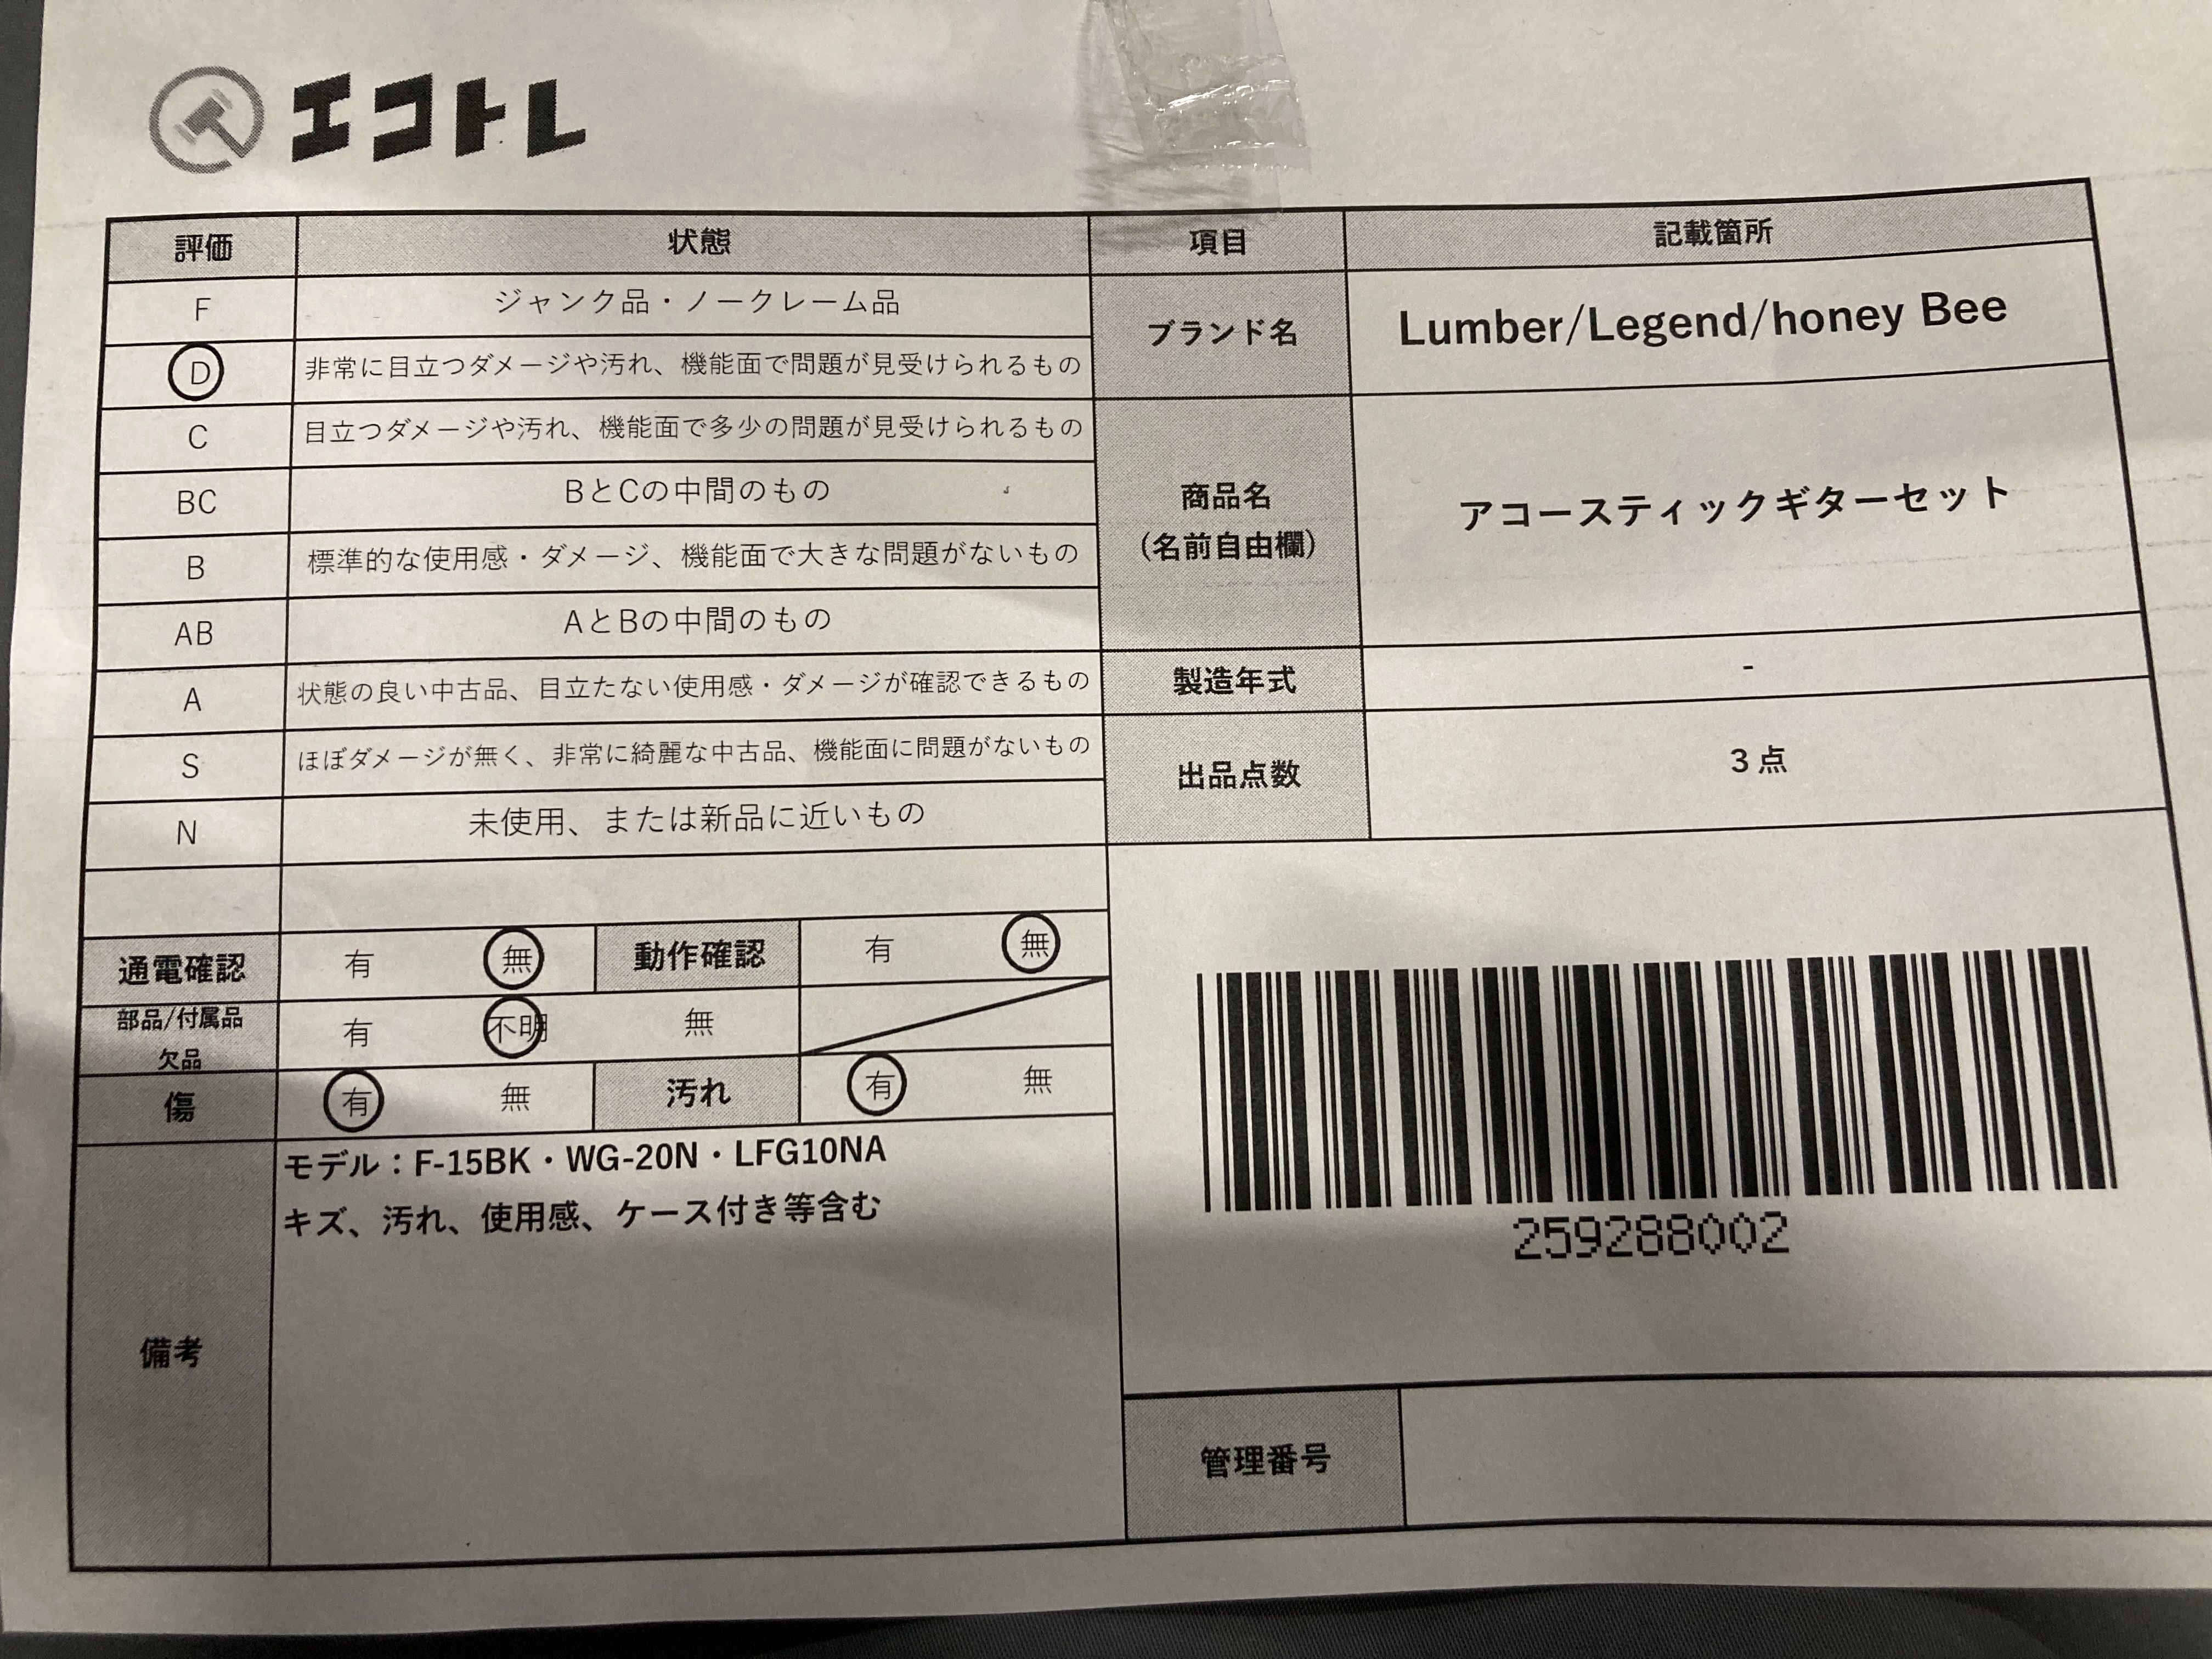 エコトレ
評価 状態 項目 記載箇所
F ジャンク品・ノークレーム品
D 非常に目立つダメージや汚れ、機能面で問題が見受けられるもの
C 目立つダメージや汚れ、機能面で多少の問題が見受けられるもの
BC BとCの中間のもの
B 標準的な使用感・ダメージ、機能面で大きな問題がないもの
AB AとBの中間のもの
A 状態の良い中古品、目立たない使用感・ダメージが確認できるもの
S ほぼダメージが無く、非常に綺麗な中古品、機能面に問題がないもの
N 未使用、または新品に近いもの
ブランド名 Lumber/Legend/honey Bee
商品名
(名前自由欄) アコースティックギターセット
製造年式 -
出品点数 3点
通電確認 有 無 動作確認 有 無
部品/付属品
欠品 有 不明 無
傷 有 無 汚れ 有 無
備考
モデル：F-15BK・WG-20N・LFG10NA
キズ、汚れ、使用感、ケース付き等含む
259288002
管理番号